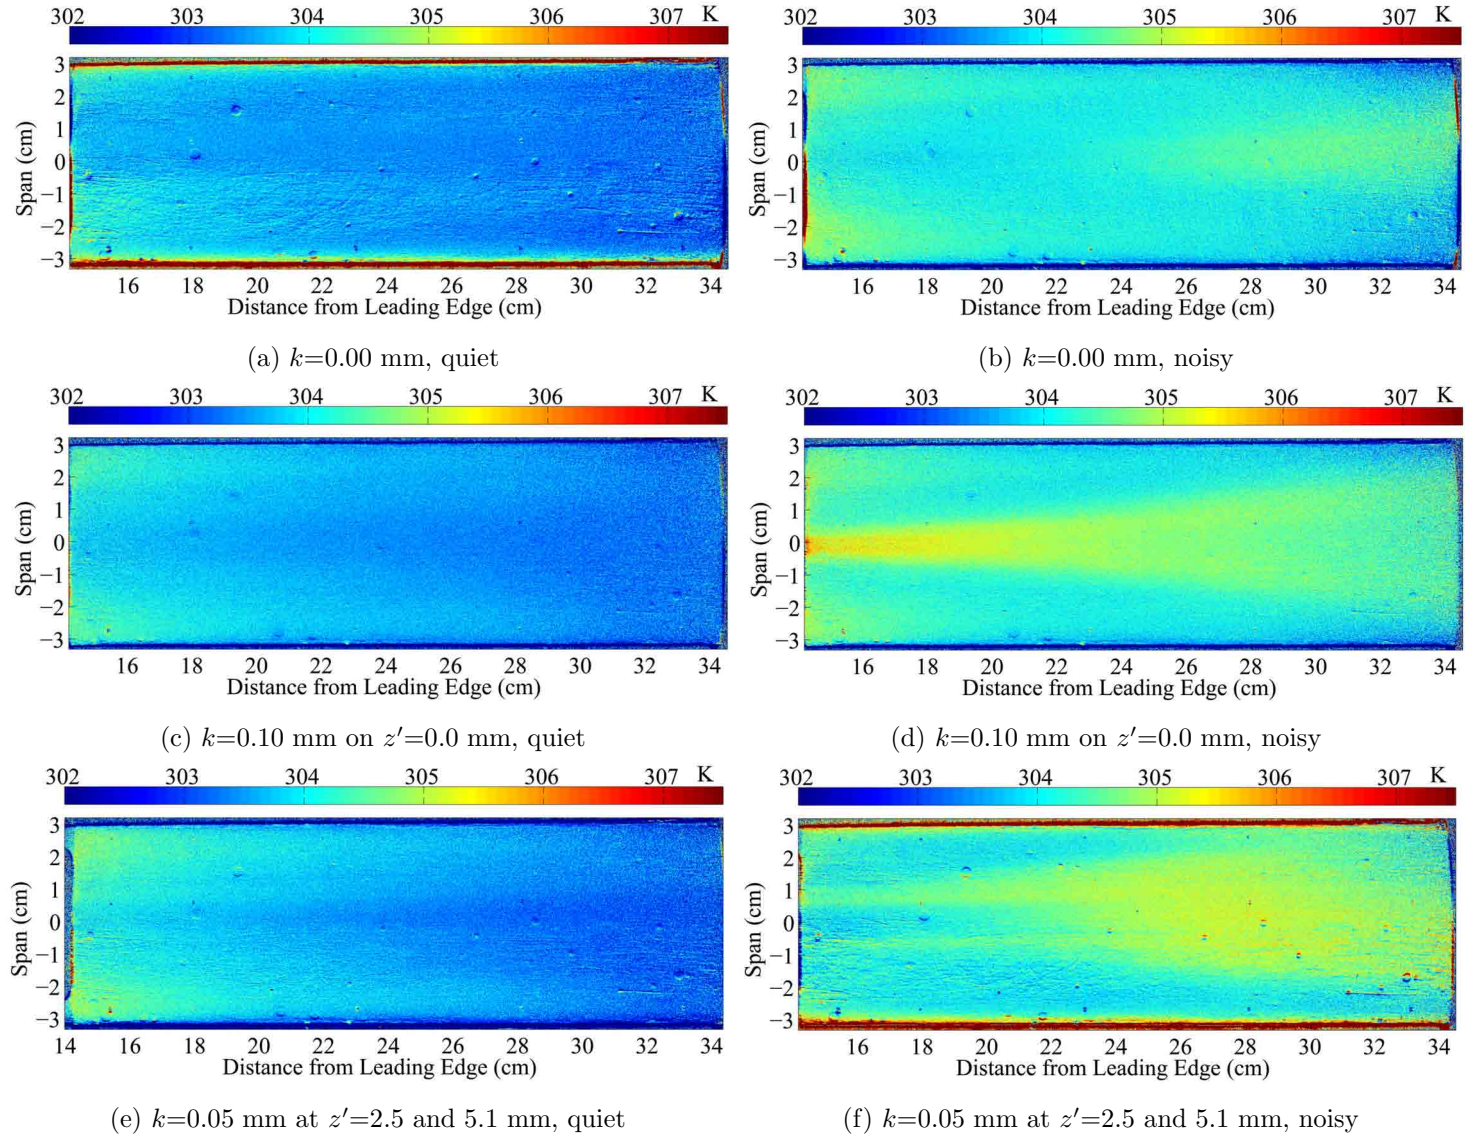 302 303 304 305 306 307 K
302 303 304 305 306 307 K
3
2
1
0
−1
−2
−3
Span (cm)
3
2
1
0
−1
−2
−3
Span (cm)
16 18 20 22 24 26 28 30 32 34
16 18 20 22 24 26 28 30 32 34
Distance from Leading Edge (cm)
Distance from Leading Edge (cm)
(a) k=0.00 mm, quiet
(b) k=0.00 mm, noisy
302 303 304 305 306 307 K
302 303 304 305 306 307 K
3
2
1
0
−1
−2
−3
Span (cm)
3
2
1
0
−1
−2
−3
Span (cm)
16 18 20 22 24 26 28 30 32 34
16 18 20 22 24 26 28 30 32 34
Distance from Leading Edge (cm)
Distance from Leading Edge (cm)
(c) k=0.10 mm on z′=0.0 mm, quiet
(d) k=0.10 mm on z′=0.0 mm, noisy
302 303 304 305 306 307 K
302 303 304 305 306 307 K
3
2
1
0
−1
−2
−3
Span (cm)
3
2
1
0
−1
−2
−3
Span (cm)
14 16 18 20 22 24 26 28 30 32 34
16 18 20 22 24 26 28 30 32 34
Distance from Leading Edge (cm)
Distance from Leading Edge (cm)
(e) k=0.05 mm at z′=2.5 and 5.1 mm, quiet
(f) k=0.05 mm at z′=2.5 and 5.1 mm, noisy